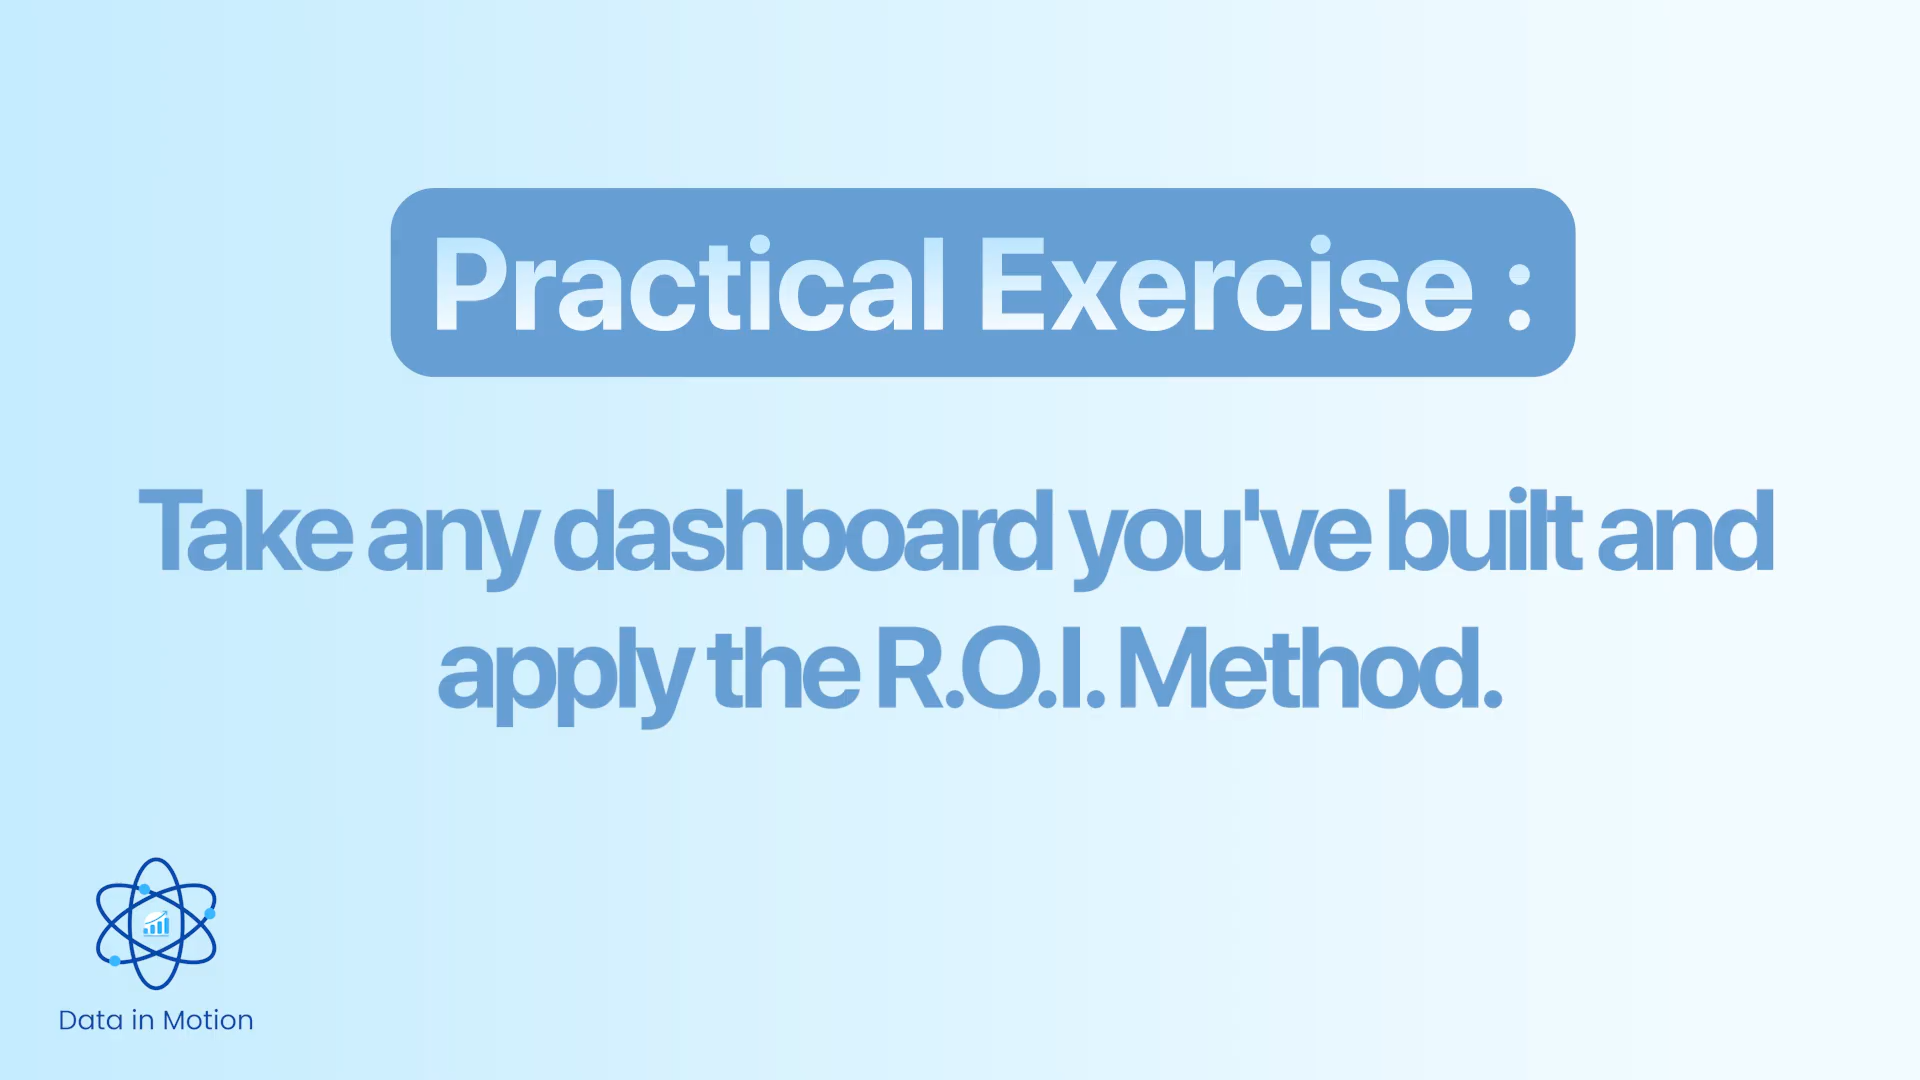 Practical Exercise :
Take any dashboard you've built and
apply the R.O.I. Method.
Data in Motion